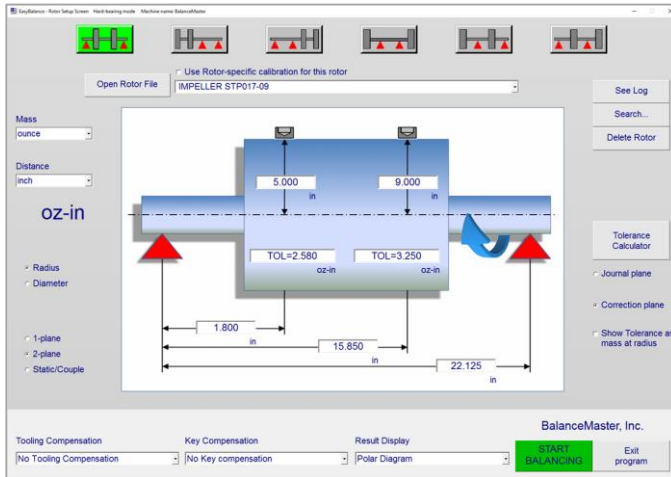 EasyBalance - Rotor Setup Screen Hard-bearing mode Machine name: BalanceMaster
Use Rotor-specific calibration for this rotor
Open Rotor File
IMPELLER STP017-09
See Log
Search...
Delete Rotor
Mass
ounce
Distance
inch
oz-in
5.000
in
9.000
in
TOL=2.580
oz-in
TOL=3.250
oz-in
Tolerance
Calculator
Radius
Diameter
Journal plane
Correction plane
Show Tolerance as
mass at radius
1-plane
2-plane
Static/Couple
1.800
in
15.850
in
22.125
in
BalanceMaster, Inc.
Tooling Compensation
Key Compensation
Result Display
No Tooling Compensation
No Key compensation
Polar Diagram
START
BALANCING
Exit
program